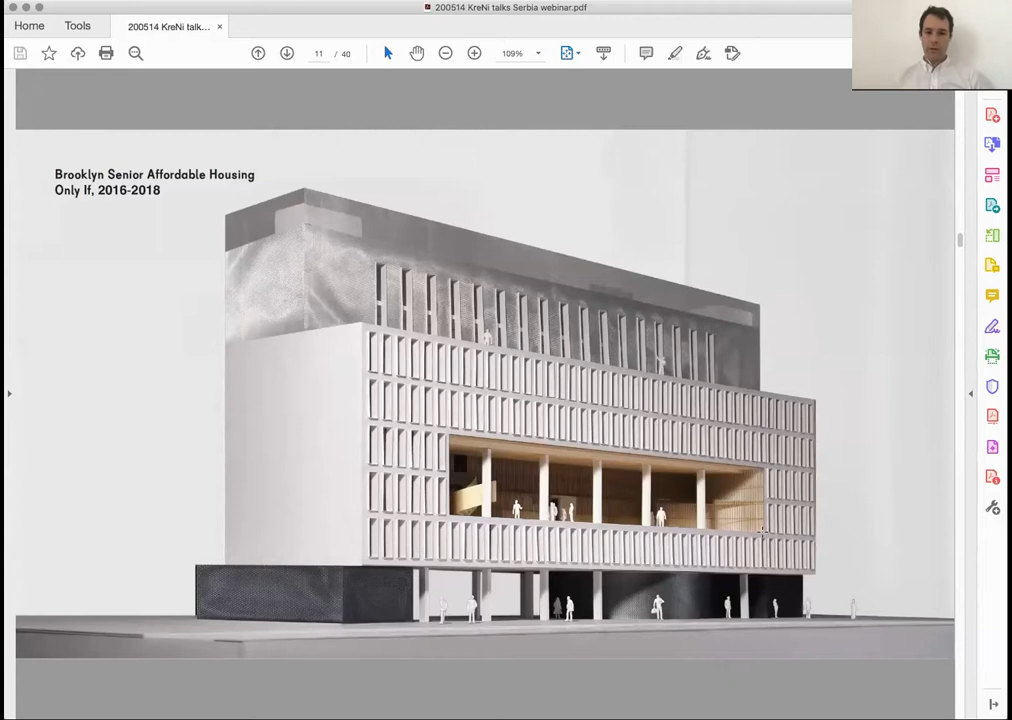 200514 KreNi talks Serbia webinar.pdf
Home
Tools
200514 KreNi talk...
11 / 40
109%
Brooklyn Senior Affordable Housing
Only If, 2016-2018